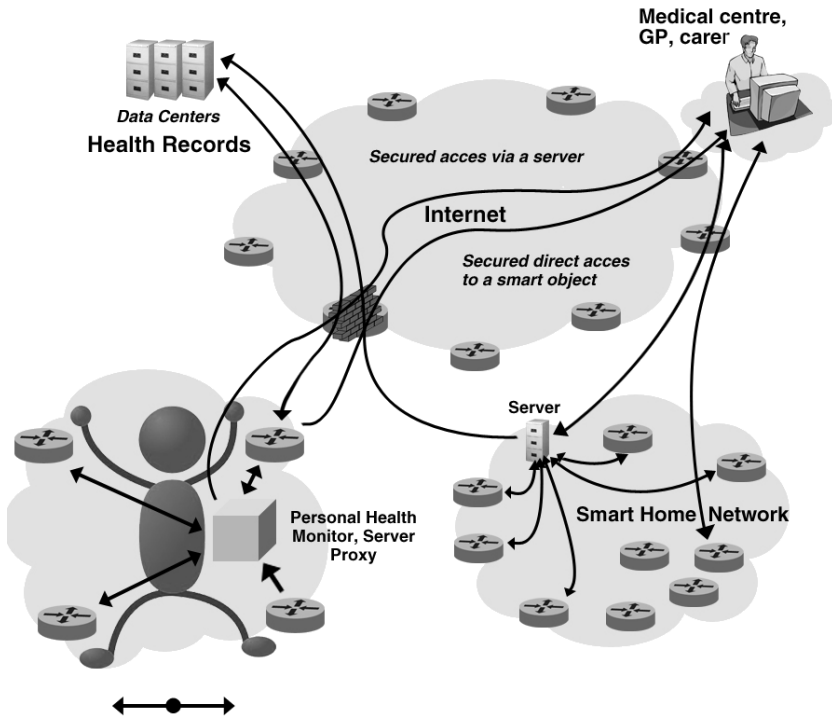 Medical centre,
GP, carer
Data Centers
Health Records
Secured acces via a server
Internet
Secured direct acces
to a smart object
Server
Personal Health
Monitor, Server
Proxy
Smart Home Network